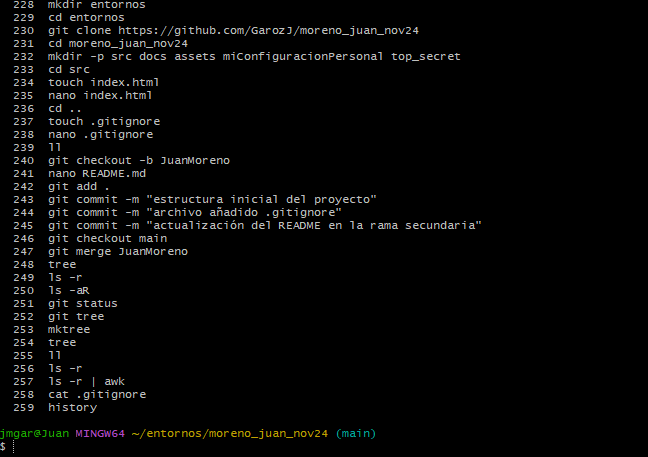 228 mkdir entornos
229 cd entornos
230 git clone https://github.com/GarozJ/moreno_juan_nov24
231 cd moreno_juan_nov24
232 mkdir -p src docs assets miConfiguracionPersonal top_secret
233 cd src
234 touch index.html
235 nano index.html
236 cd ..
237 touch .gitignore
238 nano .gitignore
239 ll
240 git checkout -b JuanMoreno
241 nano README.md
242 git add .
243 git commit -m "estructura inicial del proyecto"
244 git commit -m "archivo añadido .gitignore"
245 git commit -m "actualización del README en la rama secundaria"
246 git checkout main
247 git merge JuanMoreno
248 tree
249 ls -r
250 ls -aR
251 git status
252 git tree
253 mktree
254 tree
255 ll
256 ls -r
257 ls -r | awk
258 cat .gitignore
259 history
jmgar@Juan MINGW64 ~/entornos/moreno_juan_nov24 (main)
$